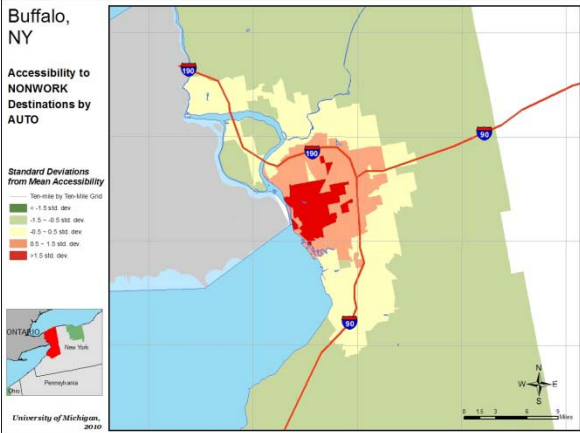 Buffalo,
NY
Accessibility to
NONWORK
Destinations by
AUTO
Standard Deviations
from Mean Accessibility
Ten-mile by Ten-Mile Grid
< -1.5 std. dev.
-1.5 - -0.5 std. dev.
-0.5 - 0.5 std. dev.
0.5 - 1.5 std. dev.
>1.5 std. dev.
ONTARIO
New York
Pennsylvania
Ohio
University of Michigan,
2010
190
190
90
90
N
W E
S
0 1.5 3 6 9
Miles